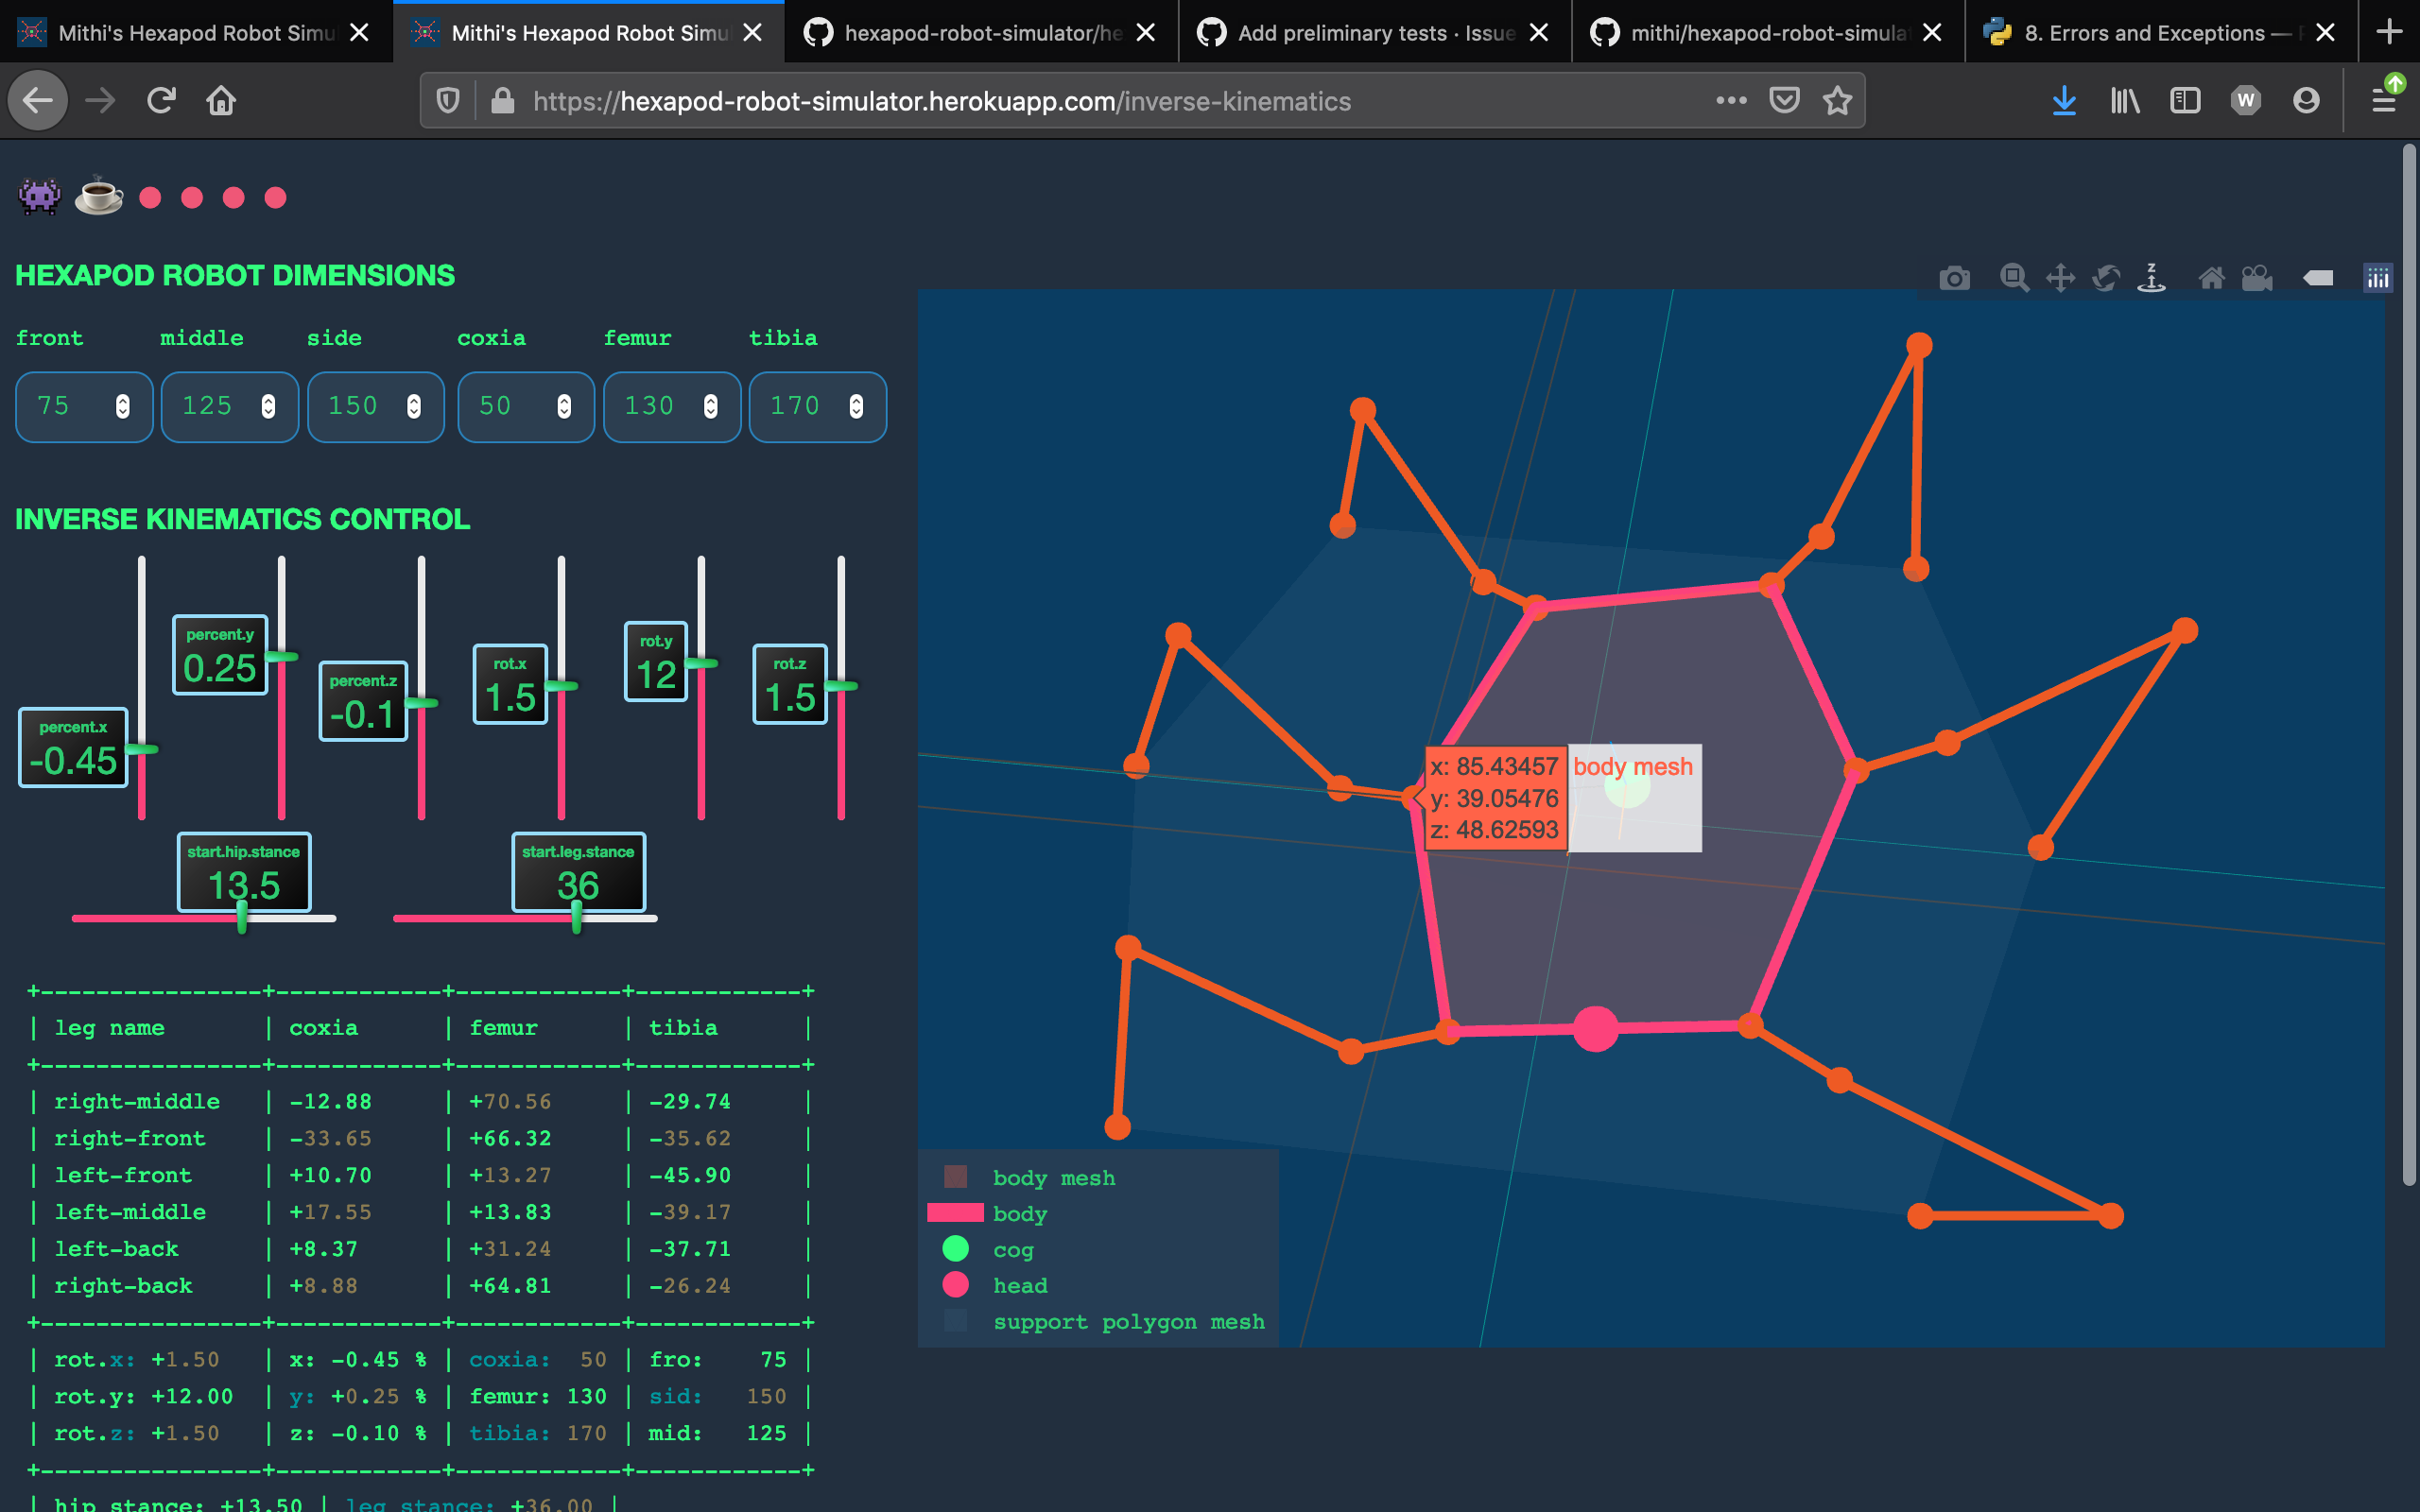 Mithi's Hexapod Robot Simu
Mithi's Hexapod Robot Simu
hexapod-robot-simulator/he
Add preliminary tests · Issue
mithi/hexapod-robot-simula
8. Errors and Exceptions —
https://hexapod-robot-simulator.herokuapp.com/inverse-kinematics
W
HEXAPOD ROBOT DIMENSIONS
z
front middle side coxia femur tibia
75 125 150 50 130 170
INVERSE KINEMATICS CONTROL
percent.x
-0.45
percent.y
0.25
percent.z
-0.1
rot.x
1.5
rot.y
12
rot.z
1.5
start.hip.stance
13.5
start.leg.stance
36
x: 85.43457
y: 39.05476
z: 48.62593
body mesh
+----------------+------------+------------+------------+
| leg name | coxia | femur | tibia |
+----------------+------------+------------+------------+
| right-middle | -12.88 | +70.56 | -29.74 |
| right-front | -33.65 | +66.32 | -35.62 |
| left-front | +10.70 | +13.27 | -45.90 |
| left-middle | +17.55 | +13.83 | -39.17 |
| left-back | +8.37 | +31.24 | -37.71 |
| right-back | +8.88 | +64.81 | -26.24 |
+----------------+------------+------------+------------+
| rot.x: +1.50 | x: -0.45 % | coxia: 50 | fro: 75 |
| rot.y: +12.00 | y: +0.25 % | femur: 130 | sid: 150
| rot.z: +1.50 | z: -0.10 % | tibia: 170 | mid: 125 |
+----------------+------------+------------+------------+
| hip stance: +13.50 | leg stance: +36.00 |
body mesh
body
cog
head
support polygon mesh